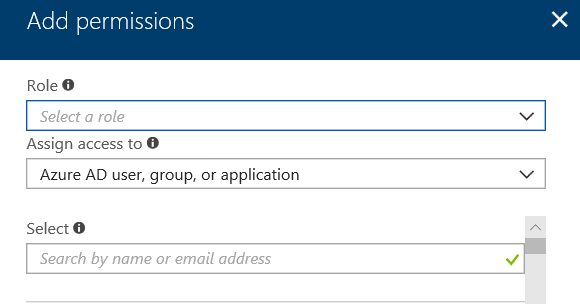 Add permissions
Role
Select a role
Assign access to
Azure AD user, group, or application
Select
Search by name or email address